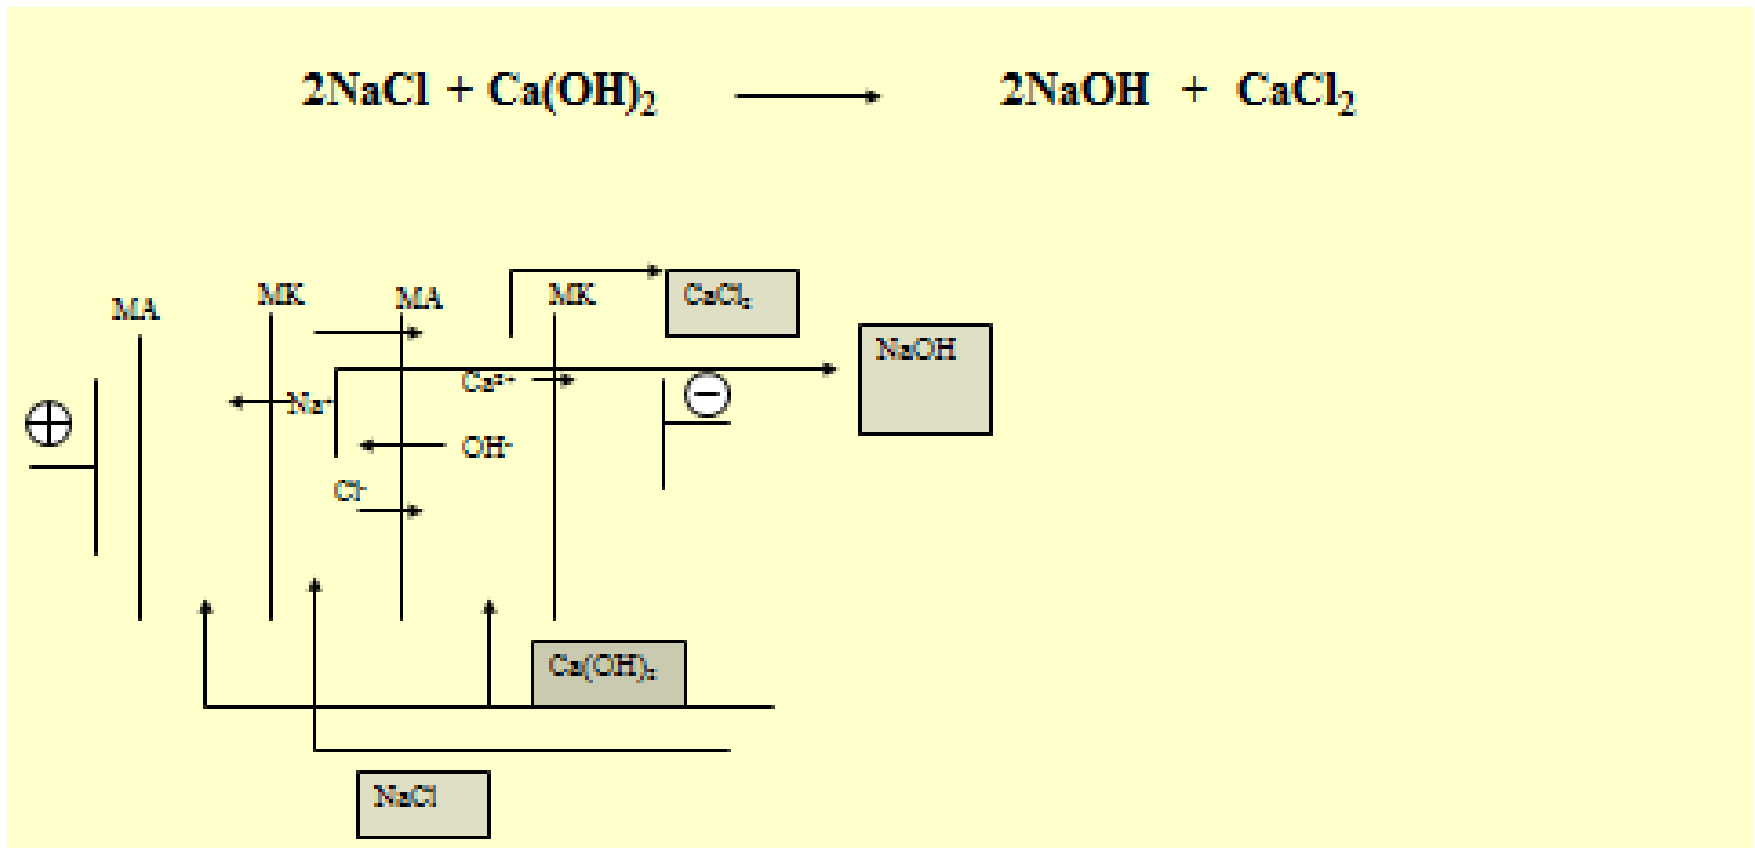 2NaCl + Ca(OH)₂ → 2NaOH + CaCl₂
MA MK MA MK CaCl₂
NaOH
Na⁺ Ca²⁺
OH⁻
Cl⁻
Ca(OH)₂
NaCl